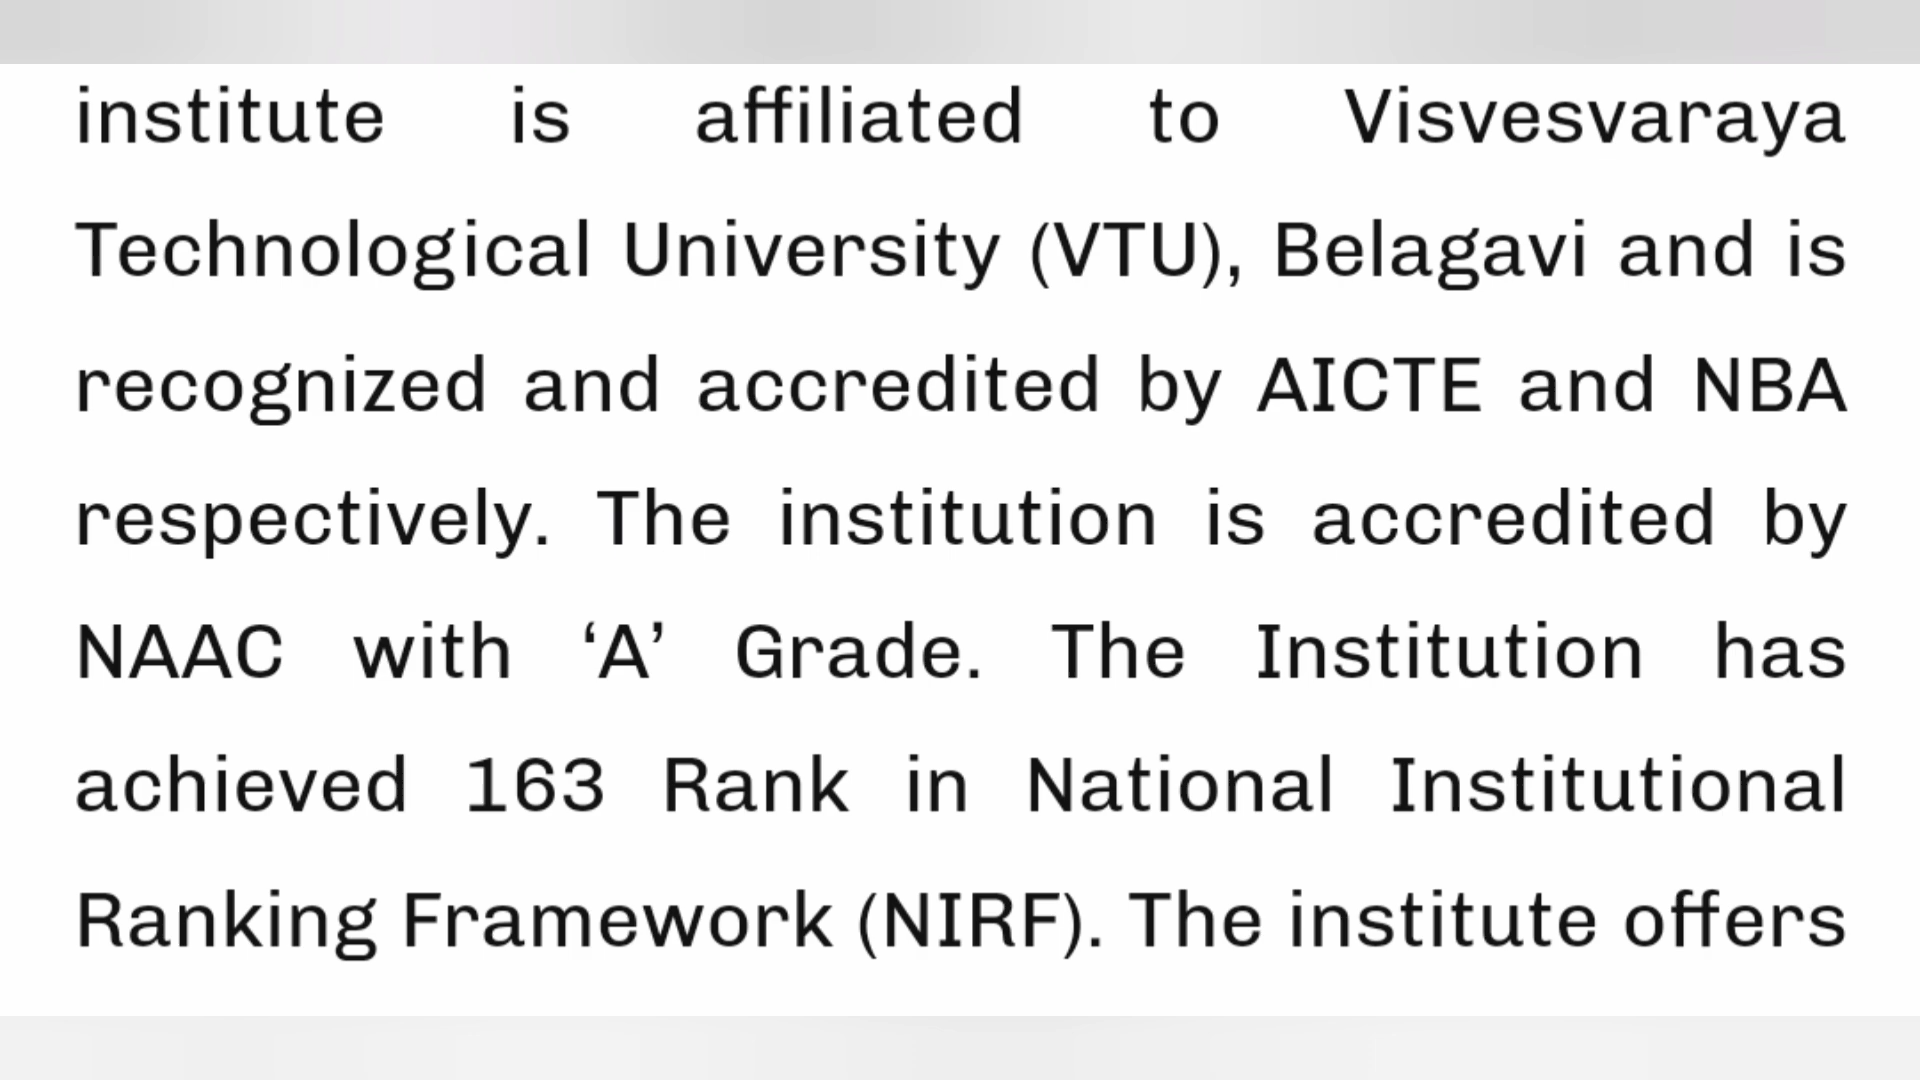 institute is affiliated to Visvesvaraya
Technological University (VTU), Belagavi and is
recognized and accredited by AICTE and NBA
respectively. The institution is accredited by
NAAC with ‘A’ Grade. The Institution has
achieved 163 Rank in National Institutional
Ranking Framework (NIRF). The institute offers